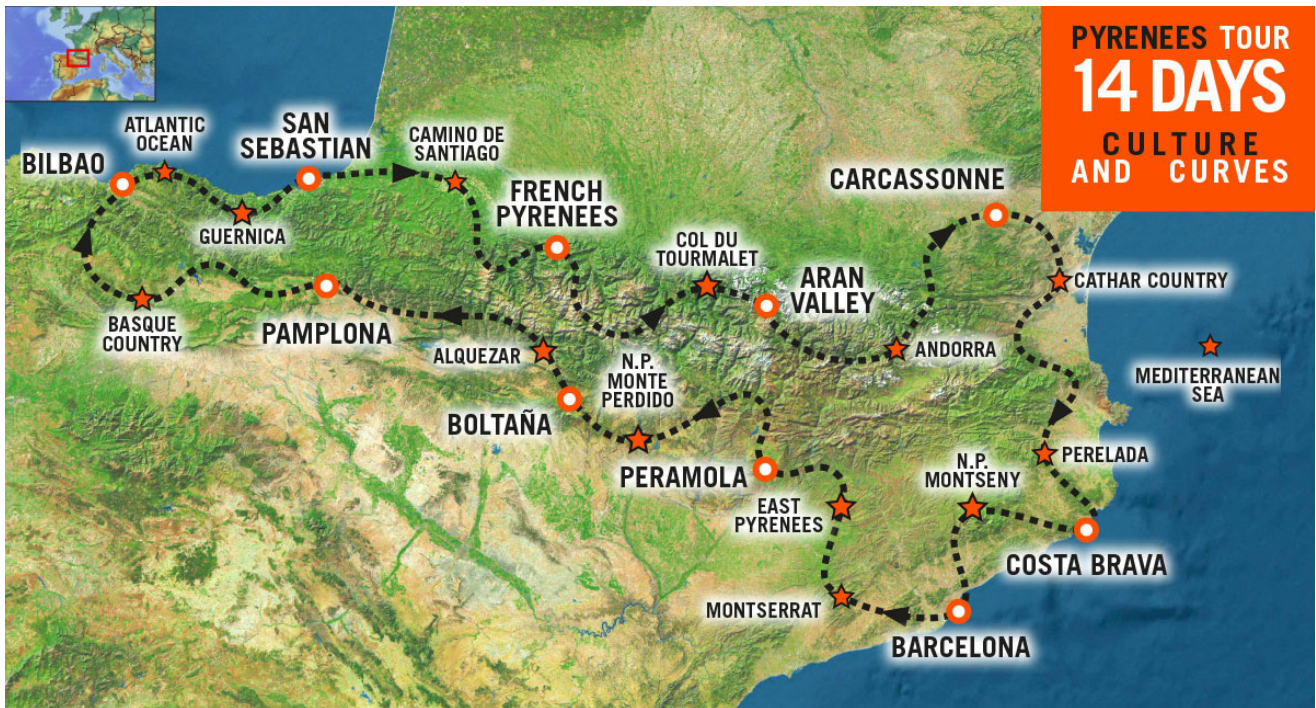 PYRENEES TOUR
14 DAYS
CULTURE
AND CURVES
ATLANTIC
OCEAN
SAN
SEBASTIAN
CAMINO DE
SANTIAGO
BILBAO
GUERNICA
FRENCH
PYRENEES
CARCASSONNE
COL DU
TOURMALET
ARAN
VALLEY
CATHAR COUNTRY
BASQUE
COUNTRY
PAMPLONA
ALQUEZAR
N.P.
MONTE
PERDIDO
ANDORRA
MEDITERRANEAN
SEA
BOLTAÑA
PERAMOLA
N.P.
MONTSENY
PERELADA
EAST
PYRENEES
COSTA BRAVA
MONTSERRAT
BARCELONA